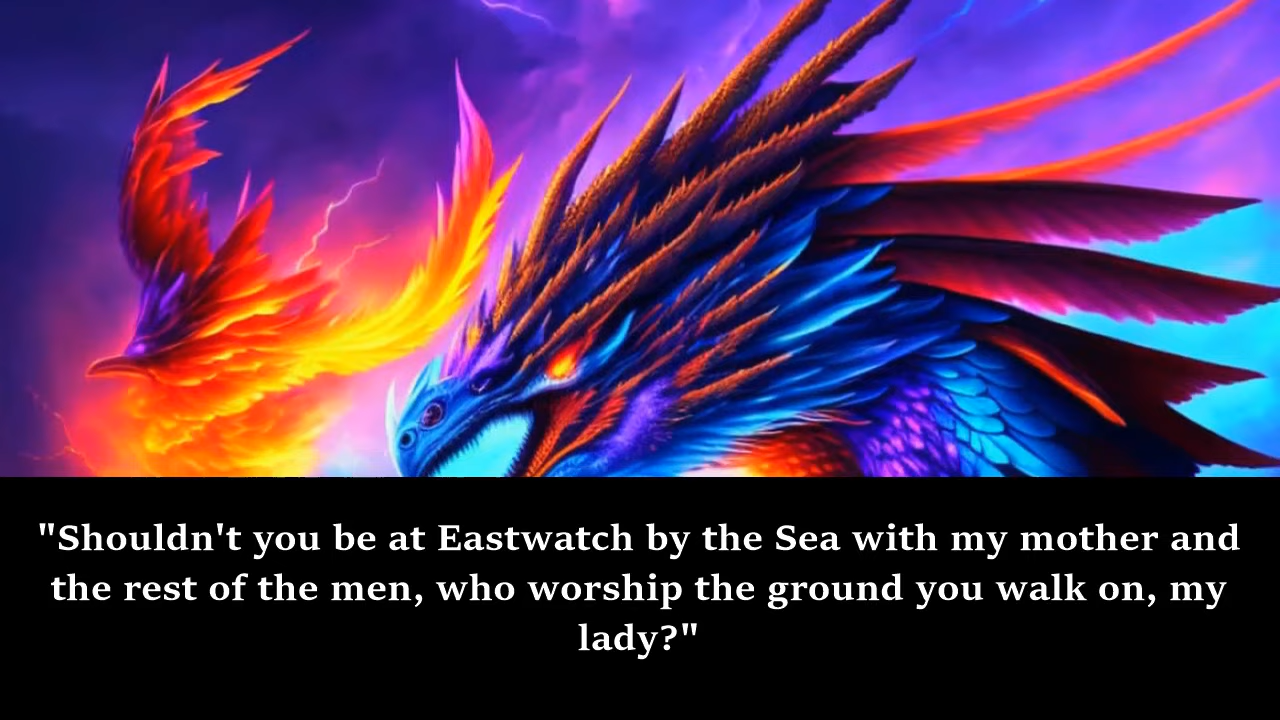 "Shouldn't you be at Eastwatch by the Sea with my mother and
the rest of the men, who worship the ground you walk on, my
lady?"